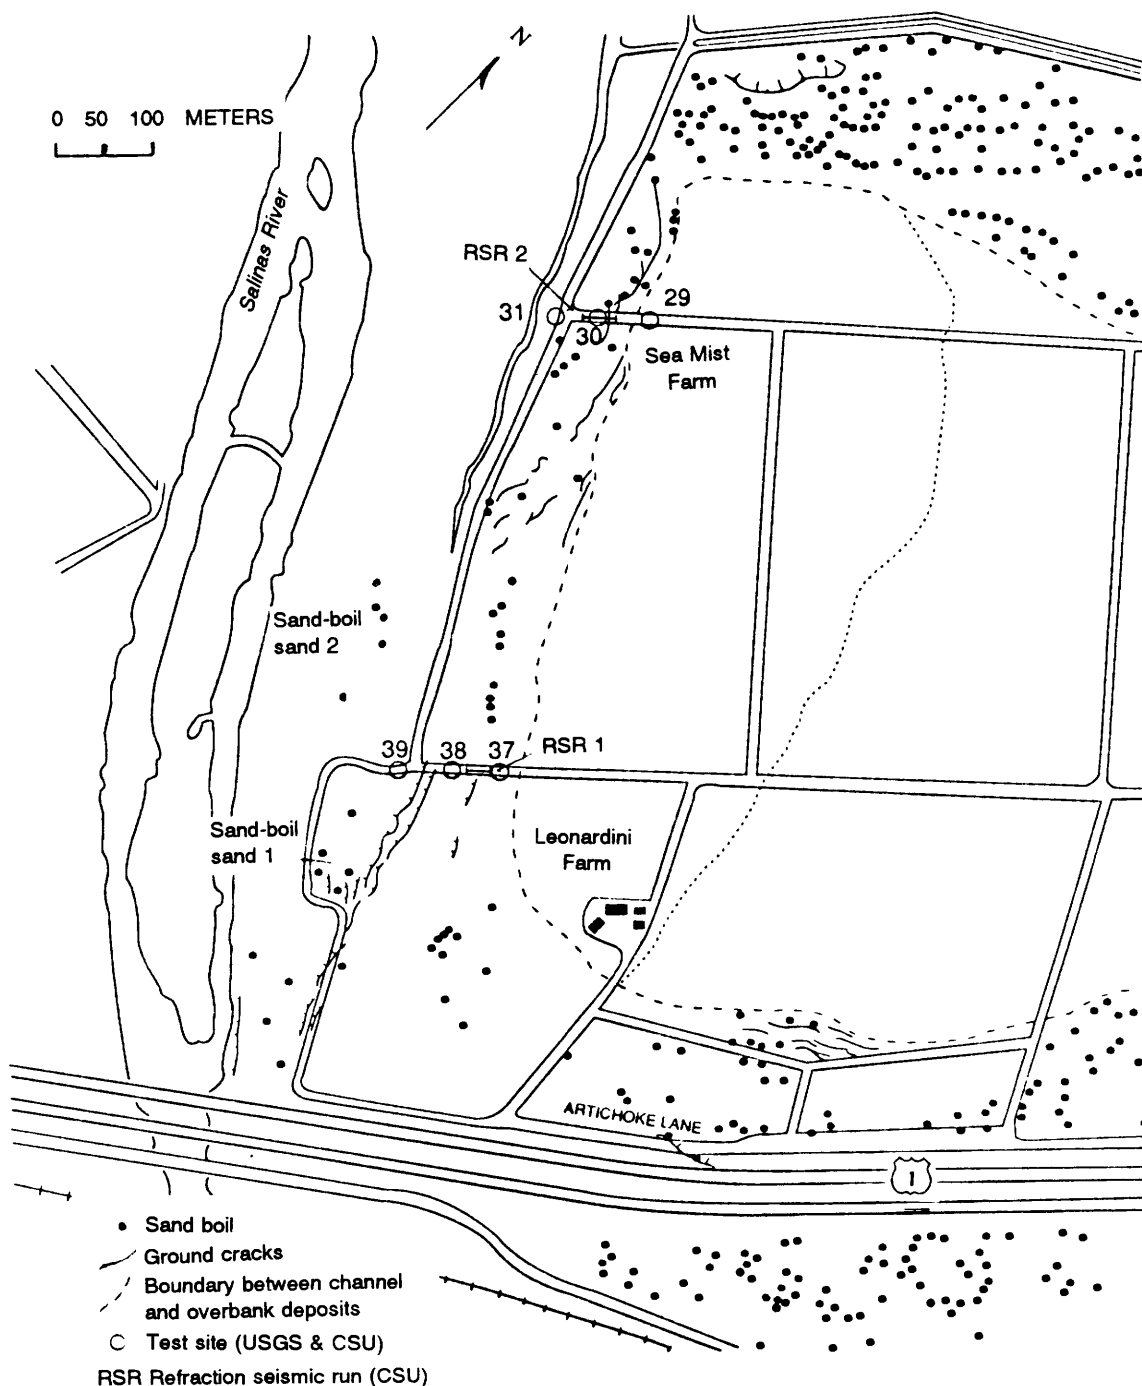 N
0 50 100 METERS
Salinas River
RSR 2
31
30
29
Sea Mist
Farm
Sand-boil
sand 2
39
38
37
RSR 1
Sand-boil
sand 1
Leonardini
Farm
ARTICHOKE LANE
1
Sand boil
Ground cracks
Boundary between channel
and overbank deposits
Test site (USGS & CSU)
RSR Refraction seismic run (CSU)